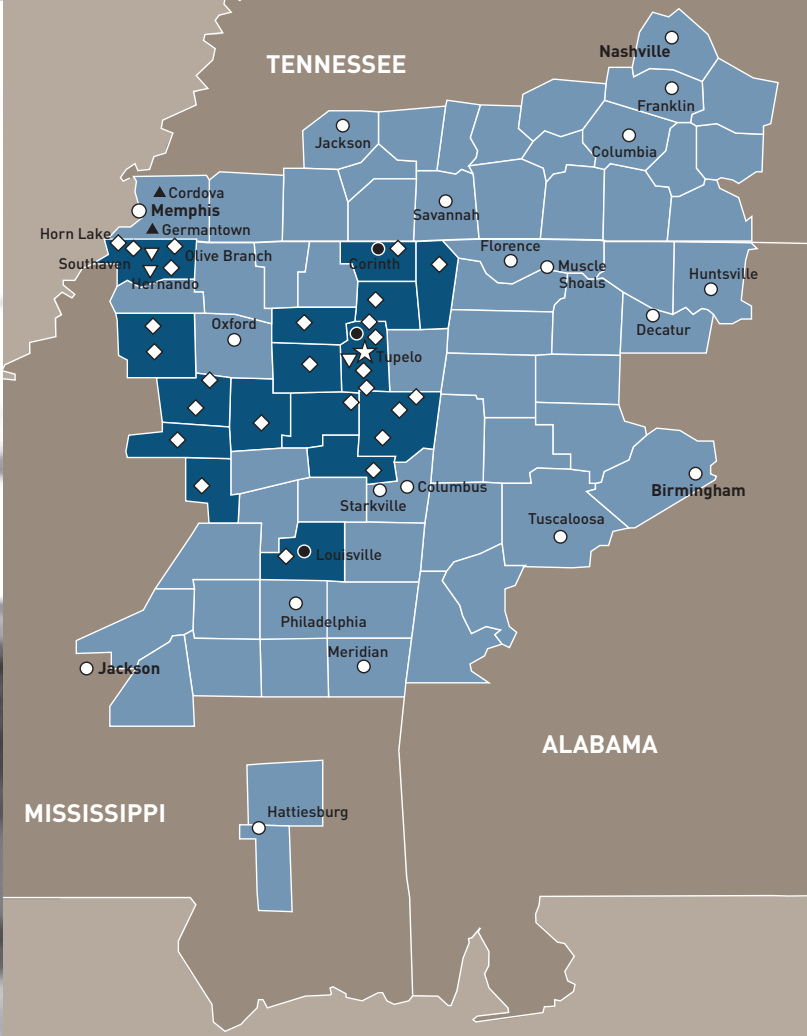 Nashville
TENNESSEE
Franklin
Jackson
Columbia
Cordova
Memphis
Savannah
Germantown
Horn Lake
Florence
Olive Branch
Southaven
Corinth
Muscle
Shoals
Huntsville
Hernando
Oxford
Decatur
Tupelo
Columbus
Birmingham
Starkville
Tuscaloosa
Louisville
Philadelphia
Meridian
Jackson
ALABAMA
MISSISSIPPI
Hattiesburg